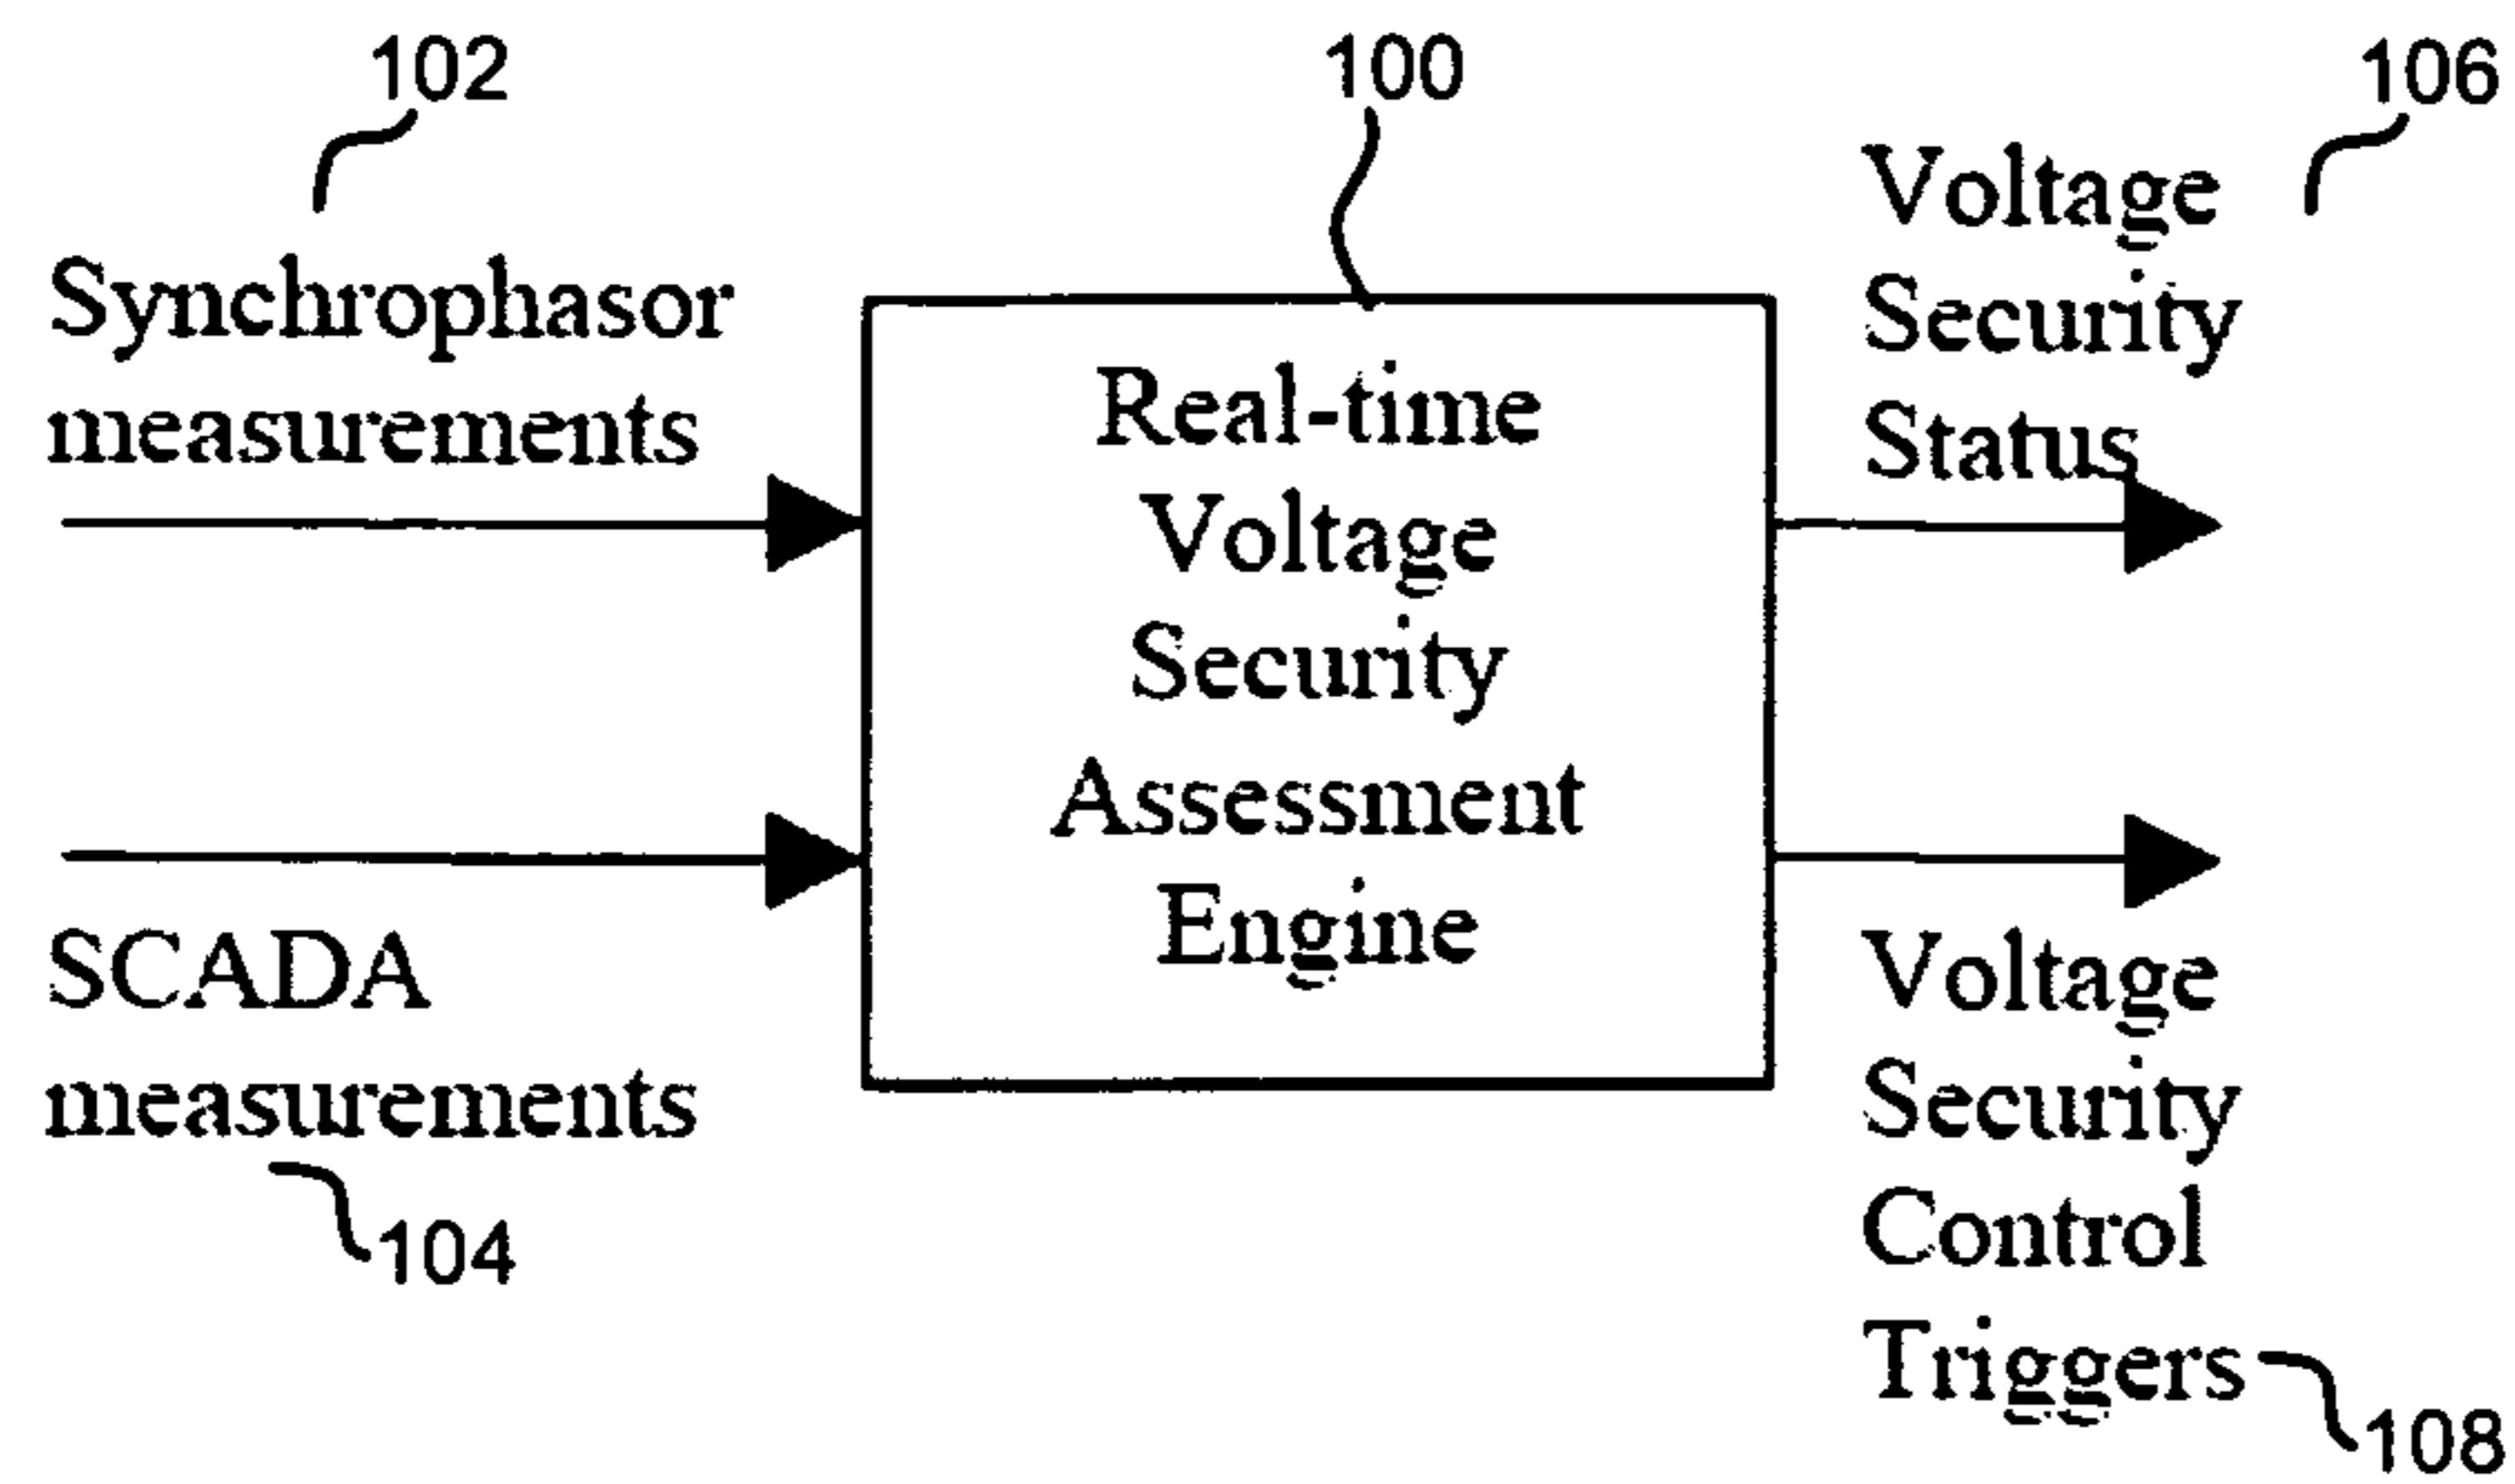 102
Synchrophasor
measurements
SCADA
measurements
104
100
Real-time
Voltage
Security
Assessment
Engine
106
Voltage
Security
Status
Voltage
Security
Control
Triggers
108